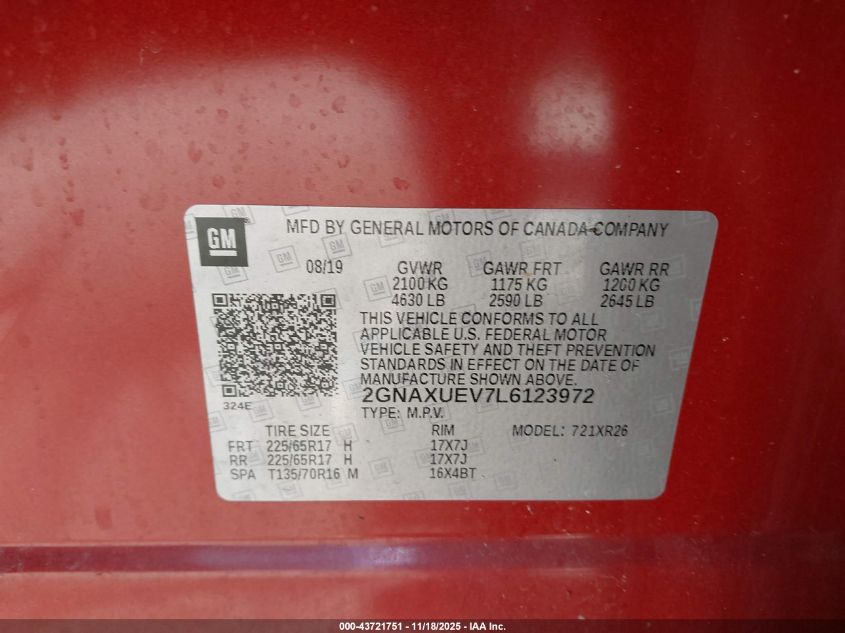 GM
MFD BY GENERAL MOTORS OF CANADA COMPANY
08/19 GVWR GAWR FRT GAWR RR
2100 KG 1175 KG 1200 KG
4630 LB 2590 LB 2645 LB
THIS VEHICLE CONFORMS TO ALL
APPLICABLE U.S. FEDERAL MOTOR
VEHICLE SAFETY AND THEFT PREVENTION
STANDARDS IN EFFECT ON THE DATE OF
MANUFACTURE SHOWN ABOVE.
324E 2GNAXUEV7L6123972
TYPE: M.P.V.
TIRE SIZE RIM MODEL: 721XR26
FRT 225/65R17 H 17X7J
RR 225/65R17 H 17X7J
SPA T135/70R16 M 16X4BT
000-43721751 — 11/18/2025 — IAA Inc.